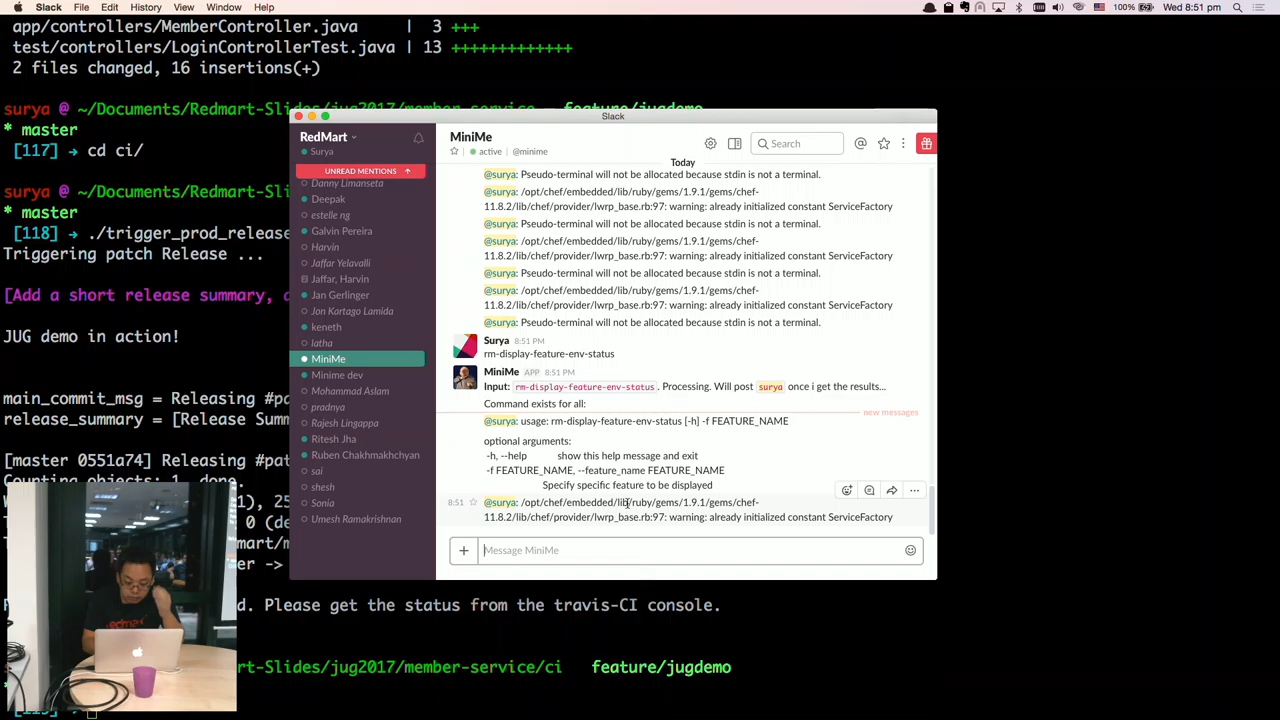 Slack File Edit History View Window Help
100% Wed 8:51 pm
app/controllers/MemberController.java | 3 +++
test/controllers/LoginControllerTest.java | 13 +++++++++++++
2 files changed, 16 insertions(+)
surya @ ~/Documents/Redmart-Slides/jug2017/member-service feature/jugdemo
* master
[117] → cd ci/
surya @ ~/Documents/Redmart-Slides/
* master
[118] → ./trigger_prod_release
Triggering patch Release ...
[Add a short release summary,
JUG demo in action!
main_commit_msg = Releasing #pat
release_summary = [Release Summ
[master 0551a74] Releasing #pat
Counting objects: 1, done.
), 25
0 (de
mart/m
er ->
d. Please get the status from the travis-CI console.
rt-Slides/jug2017/member-service/ci feature/jugdemo
Slack
RedMart
Surya
UNREAD MENTIONS
Danny Limanseta
Deepak
estelle ng
Galvin Pereira
Harvin
Jaffar Yelavalli
Jaffar, Harvin
Jan Gerlinger
Jon Kortago Lamida
keneth
latha
MiniMe
Minime dev
Mohammad Aslam
pradnya
Rajesh Lingappa
Ritesh Jha
Ruben Chakhmakhchyan
sai
shesh
Sonia
Umesh Ramakrishnan
MiniMe
active | @minime
Search
Today
@surya: Pseudo-terminal will not be allocated because stdin is not a terminal.
@surya: /opt/chef/embedded/lib/ruby/gems/1.9.1/gems/chef-
11.8.2/lib/chef/provider/lwrp_base.rb:97: warning: already initialized constant ServiceFactory
@surya: Pseudo-terminal will not be allocated because stdin is not a terminal.
@surya: /opt/chef/embedded/lib/ruby/gems/1.9.1/gems/chef-
11.8.2/lib/chef/provider/lwrp_base.rb:97: warning: already initialized constant ServiceFactory
@surya: Pseudo-terminal will not be allocated because stdin is not a terminal.
@surya: /opt/chef/embedded/lib/ruby/gems/1.9.1/gems/chef-
11.8.2/lib/chef/provider/lwrp_base.rb:97: warning: already initialized constant ServiceFactory
@surya: Pseudo-terminal will not be allocated because stdin is not a terminal.
Surya 8:51 PM
rm-display-feature-env-status
MiniMe APP 8:51 PM
Input: rm-display-feature-env-status. Processing. Will post surya once i get the results...
Command exists for all:
new messages
@surya: usage: rm-display-feature-env-status [-h] -f FEATURE_NAME
optional arguments:
-h, --help show this help message and exit
-f FEATURE_NAME, --feature_name FEATURE_NAME
Specify specific feature to be displayed
8:51 @surya: /opt/chef/embedded/lib/ruby/gems/1.9.1/gems/chef-
11.8.2/lib/chef/provider/lwrp_base.rb:97: warning: already initialized constant ServiceFactory
Message MiniMe
redmart